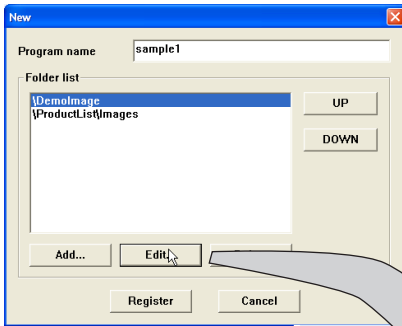 New
Program name
sample1
Folder list
\DemoImage
\ProductList\Images
UP
DOWN
Add...
Edit
Register
Cancel